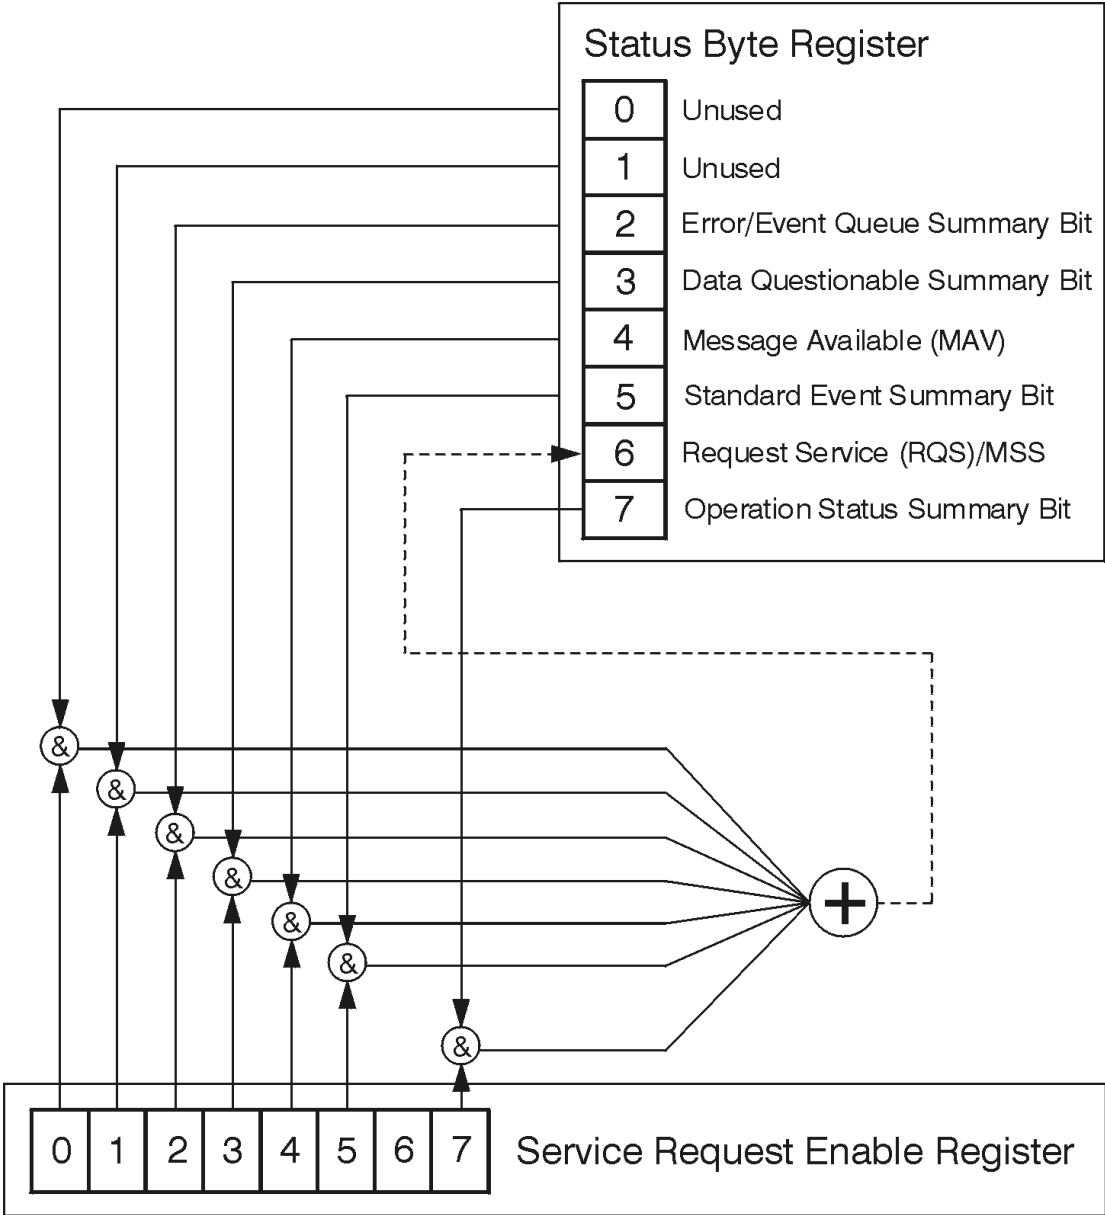 Status Byte Register
0 Unused
1 Unused
2 Error/Event Queue Summary Bit
3 Data Questionable Summary Bit
4 Message Available (MAV)
5 Standard Event Summary Bit
6 Request Service (RQS)/MSS
7 Operation Status Summary Bit
&
&
&
&
&
+
&
&
0 1 2 3 4 5 6 7 Service Request Enable Register